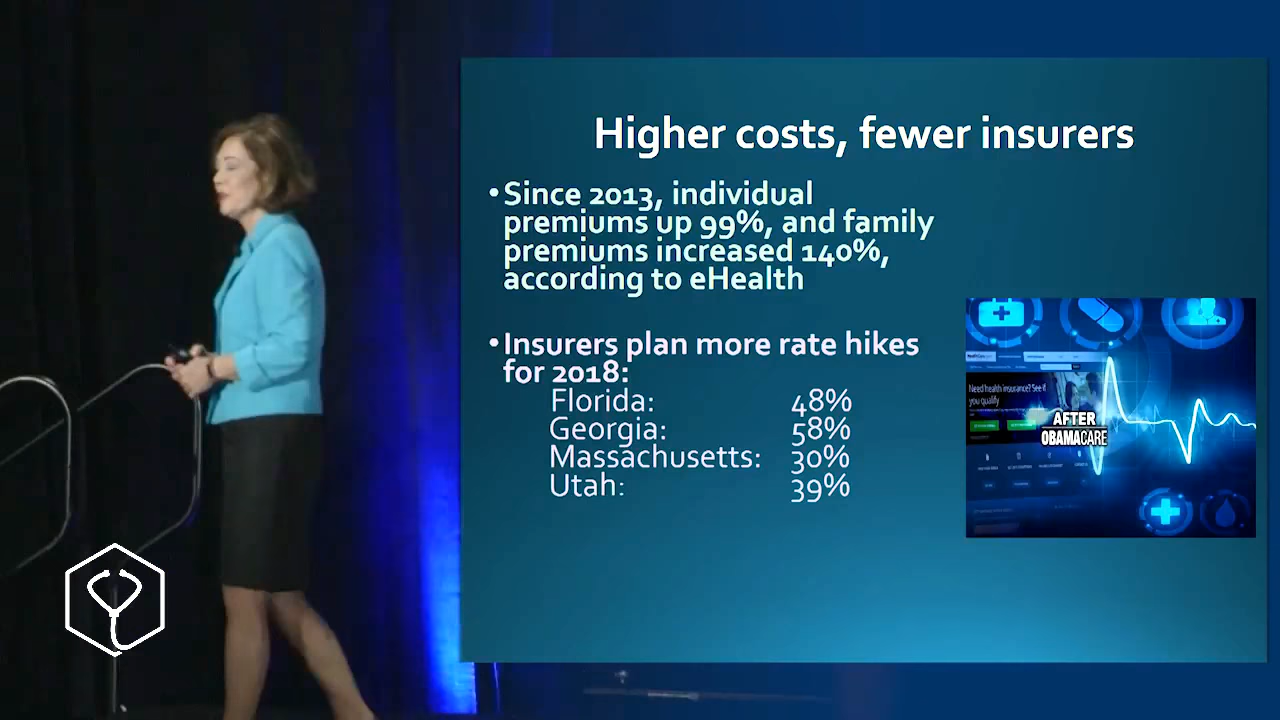 Higher costs, fewer insurers
• Since 2013, individual
premiums up 99%, and family
premiums increased 140%,
according to eHealth
• Insurers plan more rate hikes
for 2018:
Florida: 48%
Georgia: 58%
Massachusetts: 30%
Utah: 39%
Need health insurance? See if
you qualify
AFTER
OBAMACARE